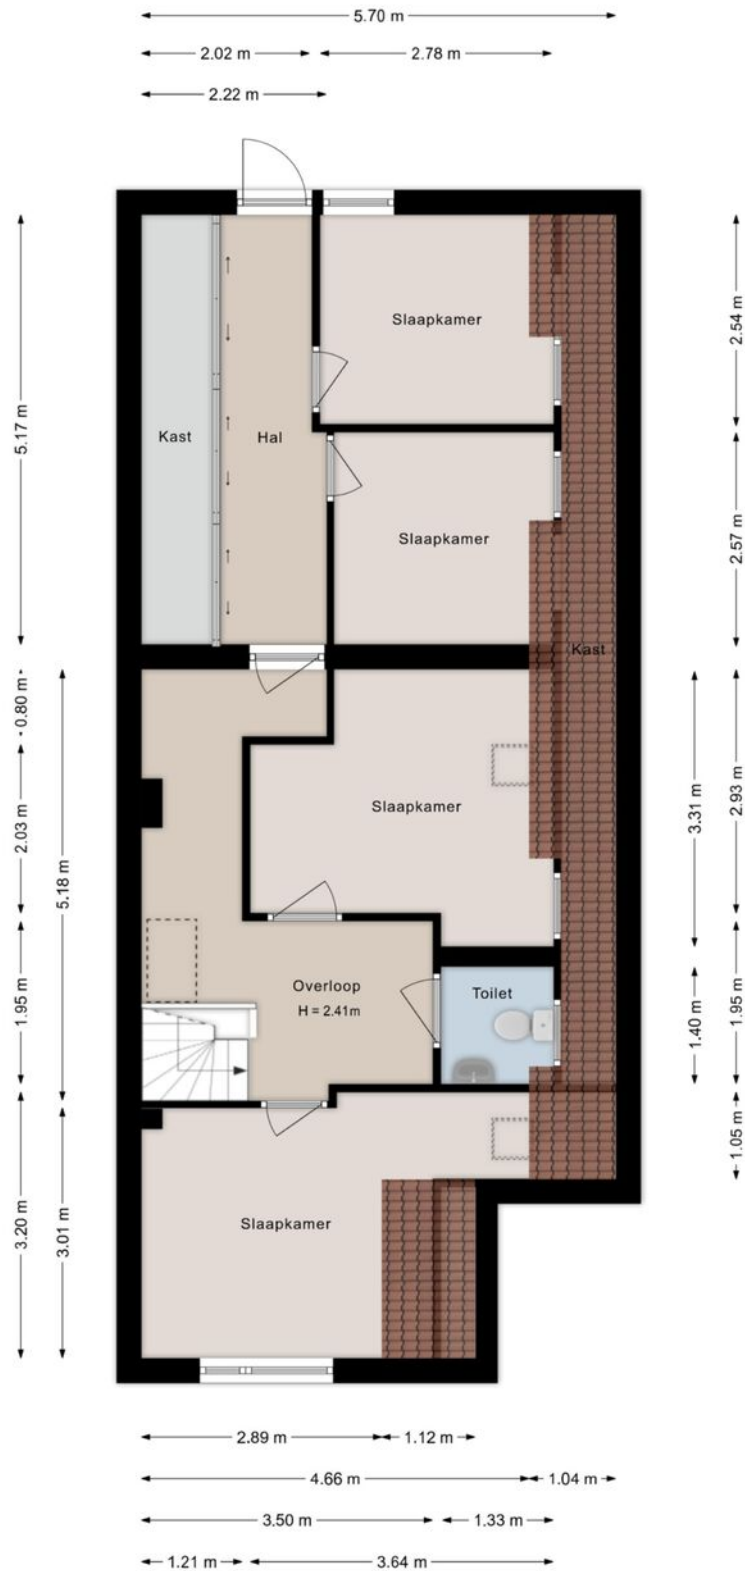 5.70 m
2.02 m
2.78 m
2.22 m
Slaapkamer
2.54 m
5.17 m
Kast
Hal
Slaapkamer
2.57 m
Kast
0.80 m
Slaapkamer
2.93 m
3.31 m
2.03 m
5.18 m
Overloop
H = 2.41m
Toilet
1.95 m
1.40 m
1.95 m
1.05 m
Slaapkamer
3.20 m
3.01 m
2.89 m
1.12 m
4.66 m
1.04 m
3.50 m
1.33 m
1.21 m
3.64 m